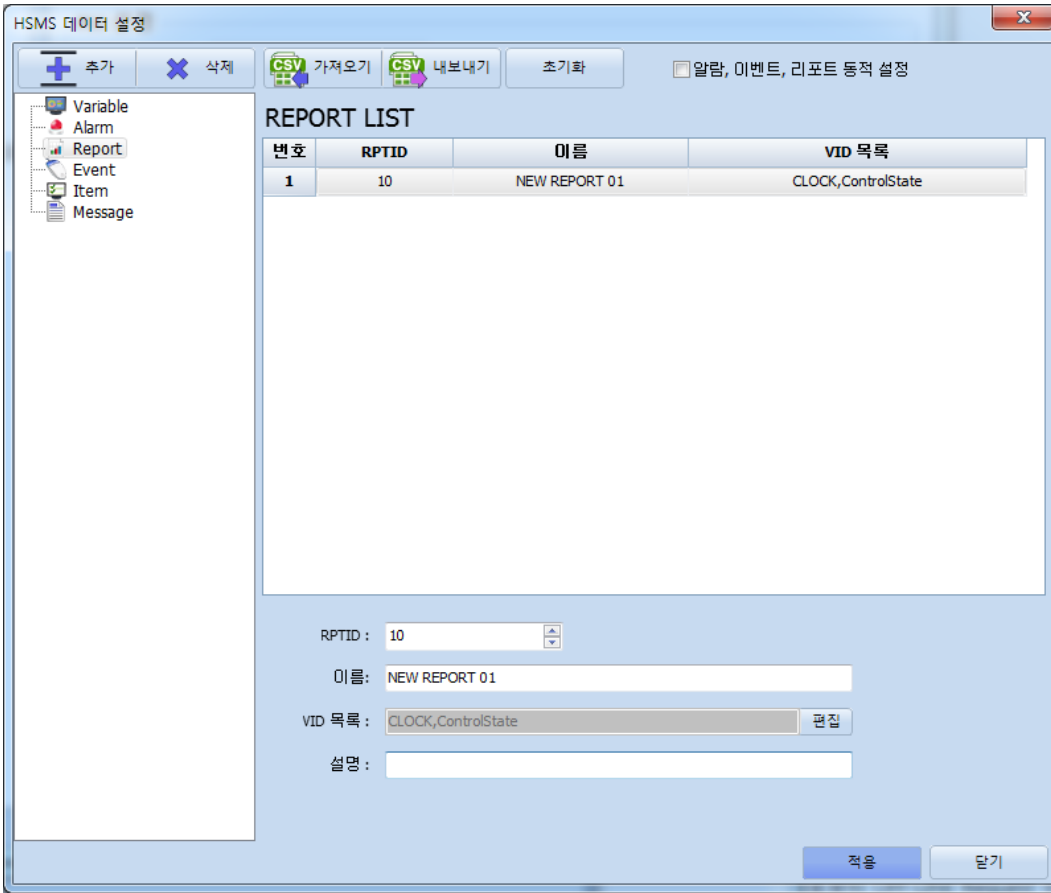 HSMS 데이터 설정
추가 삭제 CSV 가져오기 CSV 내보내기 초기화 알람, 이벤트, 리포트 동적 설정
Variable
Alarm
Report
Event
Item
Message
REPORT LIST
번호 RPTID 이름 VID 목록
1 10 NEW REPORT 01 CLOCK,ControlState
RPTID : 10
이름: NEW REPORT 01
VID 목록 : CLOCK,ControlState 편집
설명 :
적용 닫기